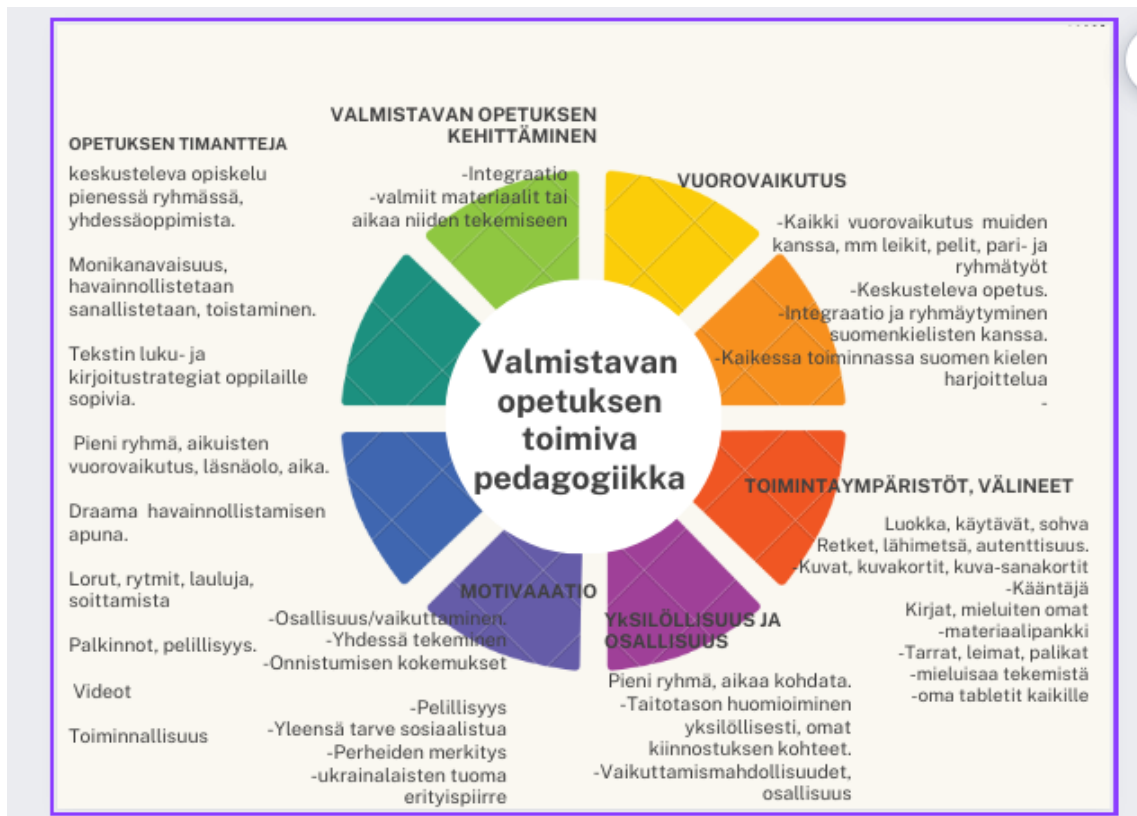 OPETUKSEN TIMANTTEJA
keskusteleva opiskelu
pienessä ryhmässä,
yhdessäoppimista.
Monikanavaisuus,
havainnollistetaan
sanallistetaan, toistaminen.
Tekstin luku- ja
kirjoitustrategiat oppilaille
sopivia.
Pieni ryhmä, aikuisten
vuorovaikutus, läsnäolo, aika.
Draama havainnollistamisen
apuna.
Lorut, rytmit, lauluja,
soittamista
Palkinnot, pelillisyys.
Videot
Toiminnallisuus
VALMISTAVAN OPETUKSEN
KEHITTÄMINEN
-Integraatio
-valmiit materiaalit tai
aikaa niiden tekemiseen
VUOROVAIKUTUS
-Kaikki vuorovaikutus muiden
kanssa, mm leikit, pelit, pari- ja
ryhmätyöt
-Keskusteleva opetus.
-Integraatio ja ryhmäytyminen
suomenkielisten kanssa.
-Kaikessa toiminnassa suomen kielen
harjoittelua
-
Valmistavan
opetuksen
toimiva
pedagogiikka
TOIMINTAYMPÄRISTÖT, VÄLINEET
Luokka, käytävät, sohva
Retket, lähimetsä, autenttisuus.
-Kuvat, kuvakortit, kuva-sanakortit
-Kääntäjä
Kirjat, mieluiten omat
-materiaalipankki
-Tarrat, leimat, palikat
-mieluisaa tekemistä
-oma tabletit kaikille
MOTIVAAATIO
-Osallisuus/vaikuttaminen.
-Yhdessä tekeminen
-Onnistumisen kokemukset
-Pelillisyys
-Yleensä tarve sosiaalistua
-Perheiden merkitys
-ukrainalaisten tuoma
erityispiirre
YkSILÖLLISUUS JA
OSALLISUUS
Pieni ryhmä, aikaa kohdata.
-Taitotason huomioiminen
yksilöllisesti, omat
kiinnostuksen kohteet.
-Vaikuttamismahdollisuudet,
osallisuus